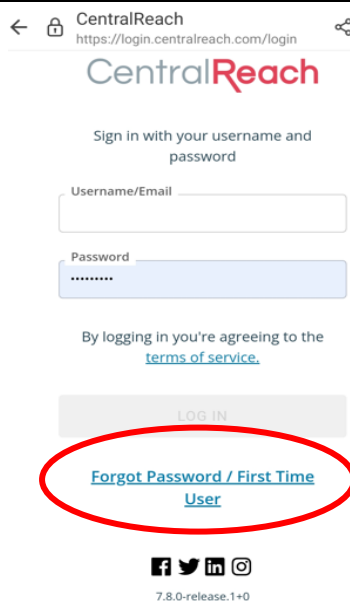 CentralReach
https://login.centralreach.com/login
CentralReach
Sign in with your username and
password
Username/Email
Password
By logging in you're agreeing to the
terms of service.
LOG IN
Forgot Password / First Time
User
7.8.0-release.1+0